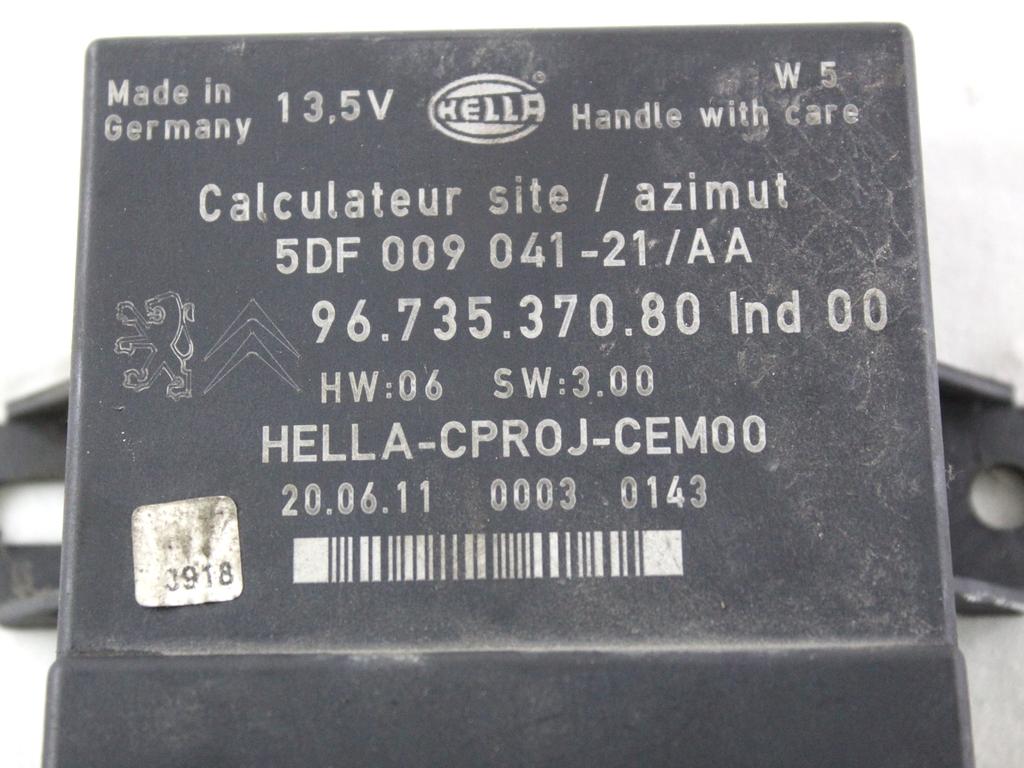 Made in
Germany
13,5V
HELLA
W 5
Handle with care
Calculateur site / azimut
5DF 009 041-21/AA
96.735.370.80 Ind 00
HW:06 SW:3.00
HELLA-CPROJ-CEM00
20.06.11 0003 0143
J918